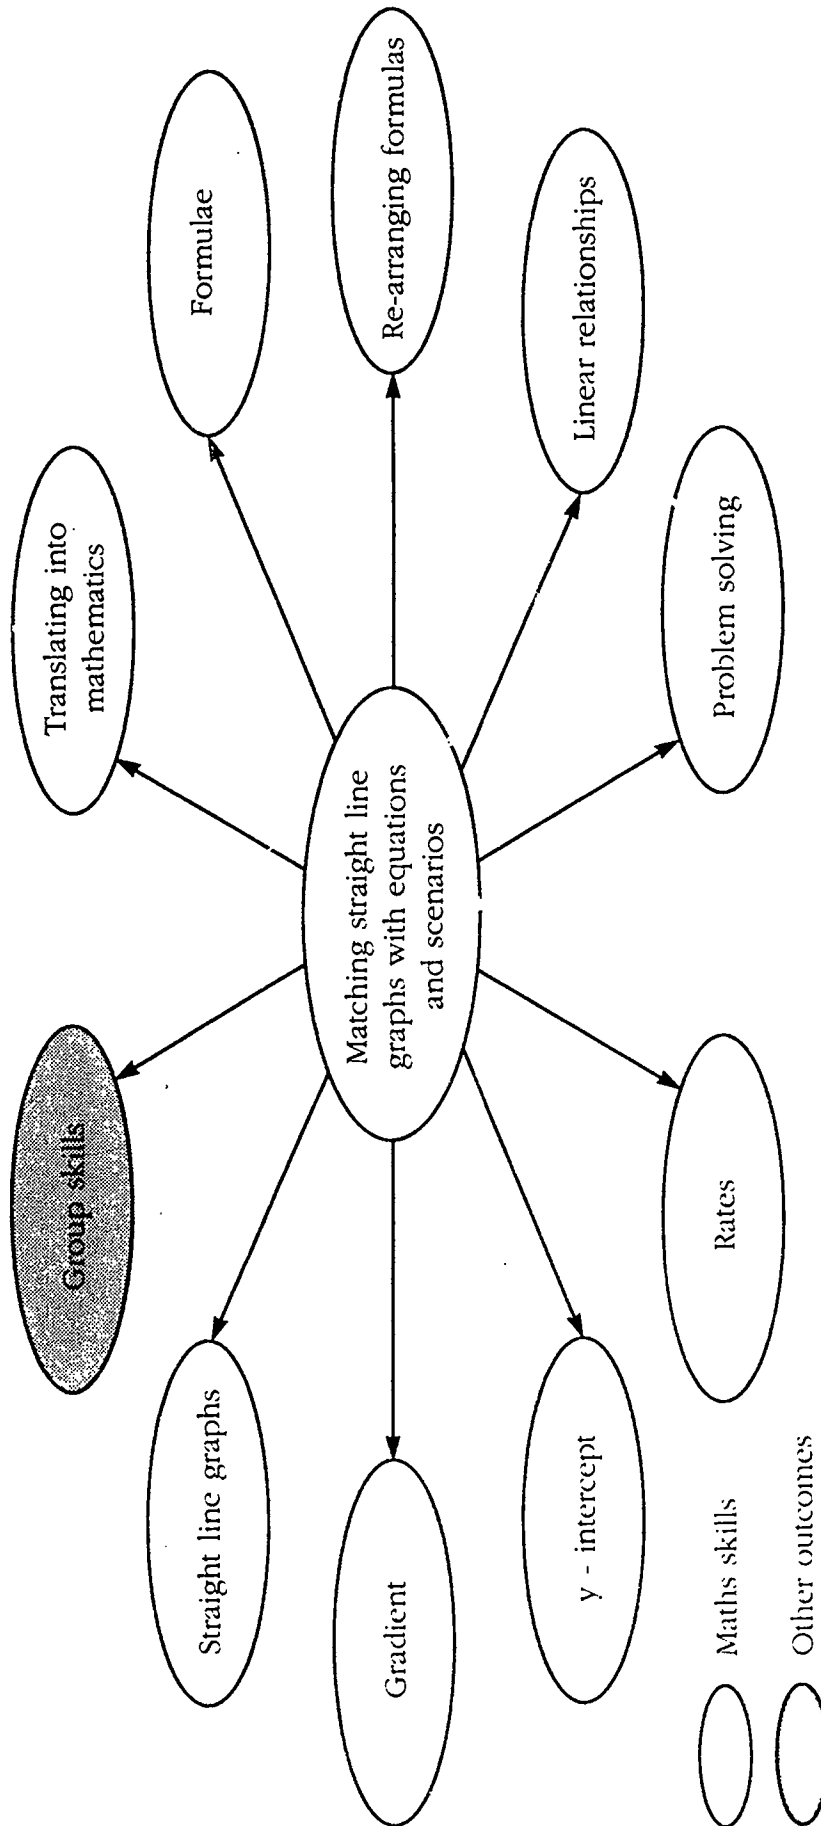 Group skills
Translating into
mathematics
Straight line graphs
Formulae
Gradient
Matching straight line
graphs with equations
and scenarios
Re-arranging formulas
y - intercept
Linear relationships
Rates
Problem solving
Maths skills
Other outcomes